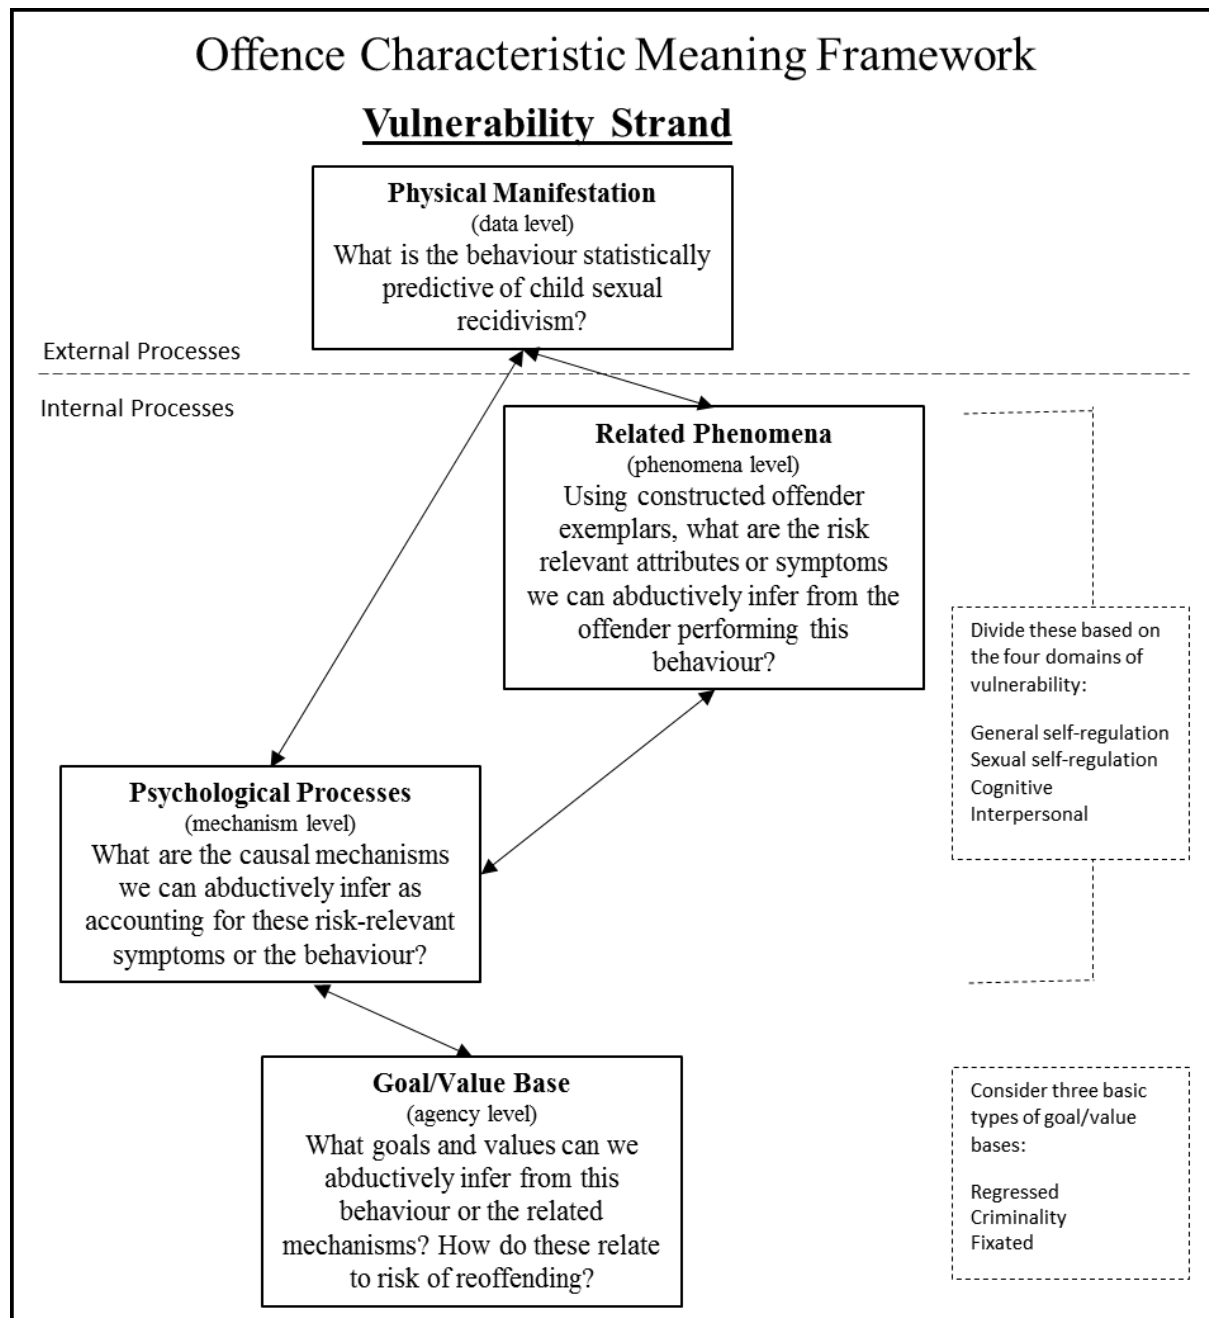 Offence Characteristic Meaning Framework
Vulnerability Strand
Physical Manifestation
(data level)
What is the behaviour statistically
predictive of child sexual
recidivism?
External Processes
Internal Processes
Related Phenomena
(phenomena level)
Using constructed offender
exemplars, what are the risk
relevant attributes or symptoms
we can abductively infer from the
offender performing this
behaviour?
Divide these based on
the four domains of
vulnerability:
General self-regulation
Sexual self-regulation
Cognitive
Interpersonal
Psychological Processes
(mechanism level)
What are the causal mechanisms
we can abductively infer as
accounting for these risk-relevant
symptoms or the behaviour?
Goal/Value Base
(agency level)
What goals and values can we
abductively infer from this
behaviour or the related
mechanisms? How do these relate
to risk of reoffending?
Consider three basic
types of goal/value
bases:
Regressed
Criminality
Fixated